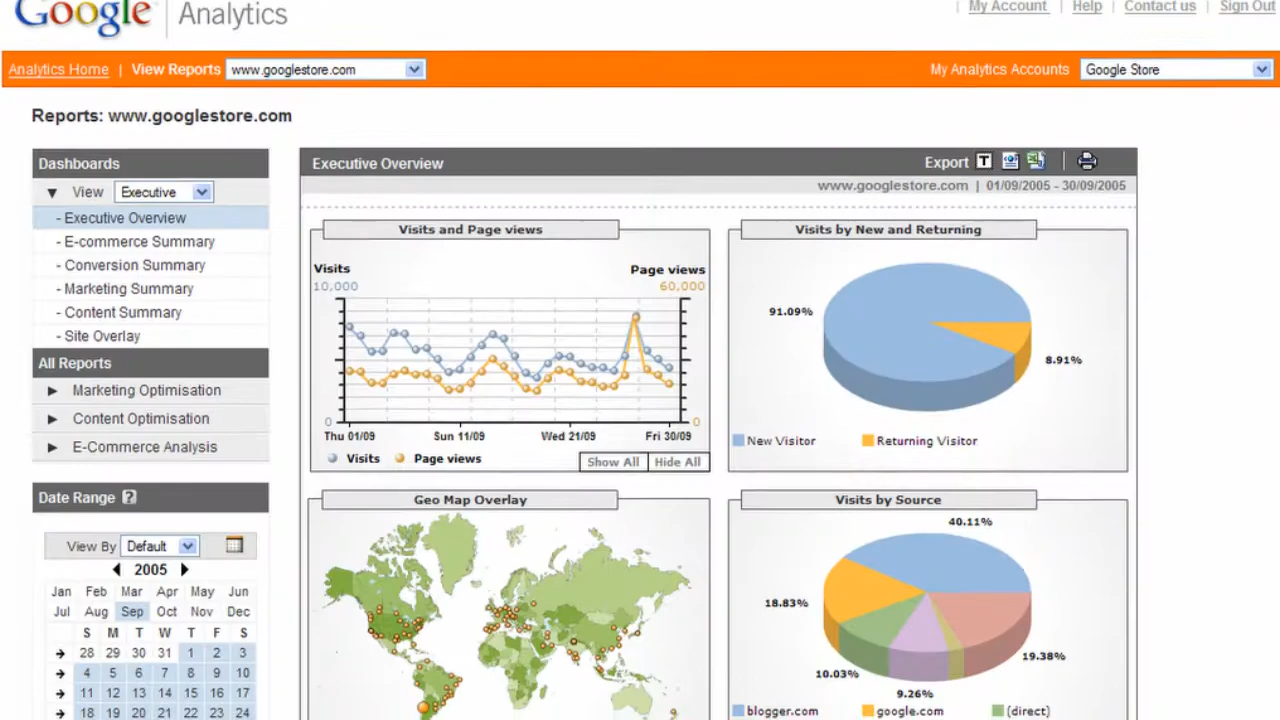 Google Analytics
My Account | Help | Contact us | Sign Out
Analytics Home | View Reports www.googlestore.com
My Analytics Accounts Google Store
Reports: www.googlestore.com
Dashboards
View Executive
- Executive Overview
- E-commerce Summary
- Conversion Summary
- Marketing Summary
- Content Summary
- Site Overlay
All Reports
Marketing Optimisation
Content Optimisation
E-Commerce Analysis
Date Range ?
View By Default
2005
Jan Feb Mar Apr May Jun
Jul Aug Sep Oct Nov Dec
S M T W T F S
28 29 30 31 1 2 3
4 5 6 7 8 9 10
11 12 13 14 15 16 17
18 19 20 21 22 23 24
Executive Overview
Export T
www.googlestore.com | 01/09/2005 - 30/09/2005
Visits and Page views
Visits Page views
10,000 60,000
0 0
Thu 01/09 Sun 11/09 Wed 21/09 Fri 30/09
Visits Page views
Show All Hide All
Visits by New and Returning
91.09%
8.91%
New Visitor Returning Visitor
Geo Map Overlay
Visits by Source
40.11%
18.83%
19.38%
10.03%
9.26%
blogger.com google.com (direct)